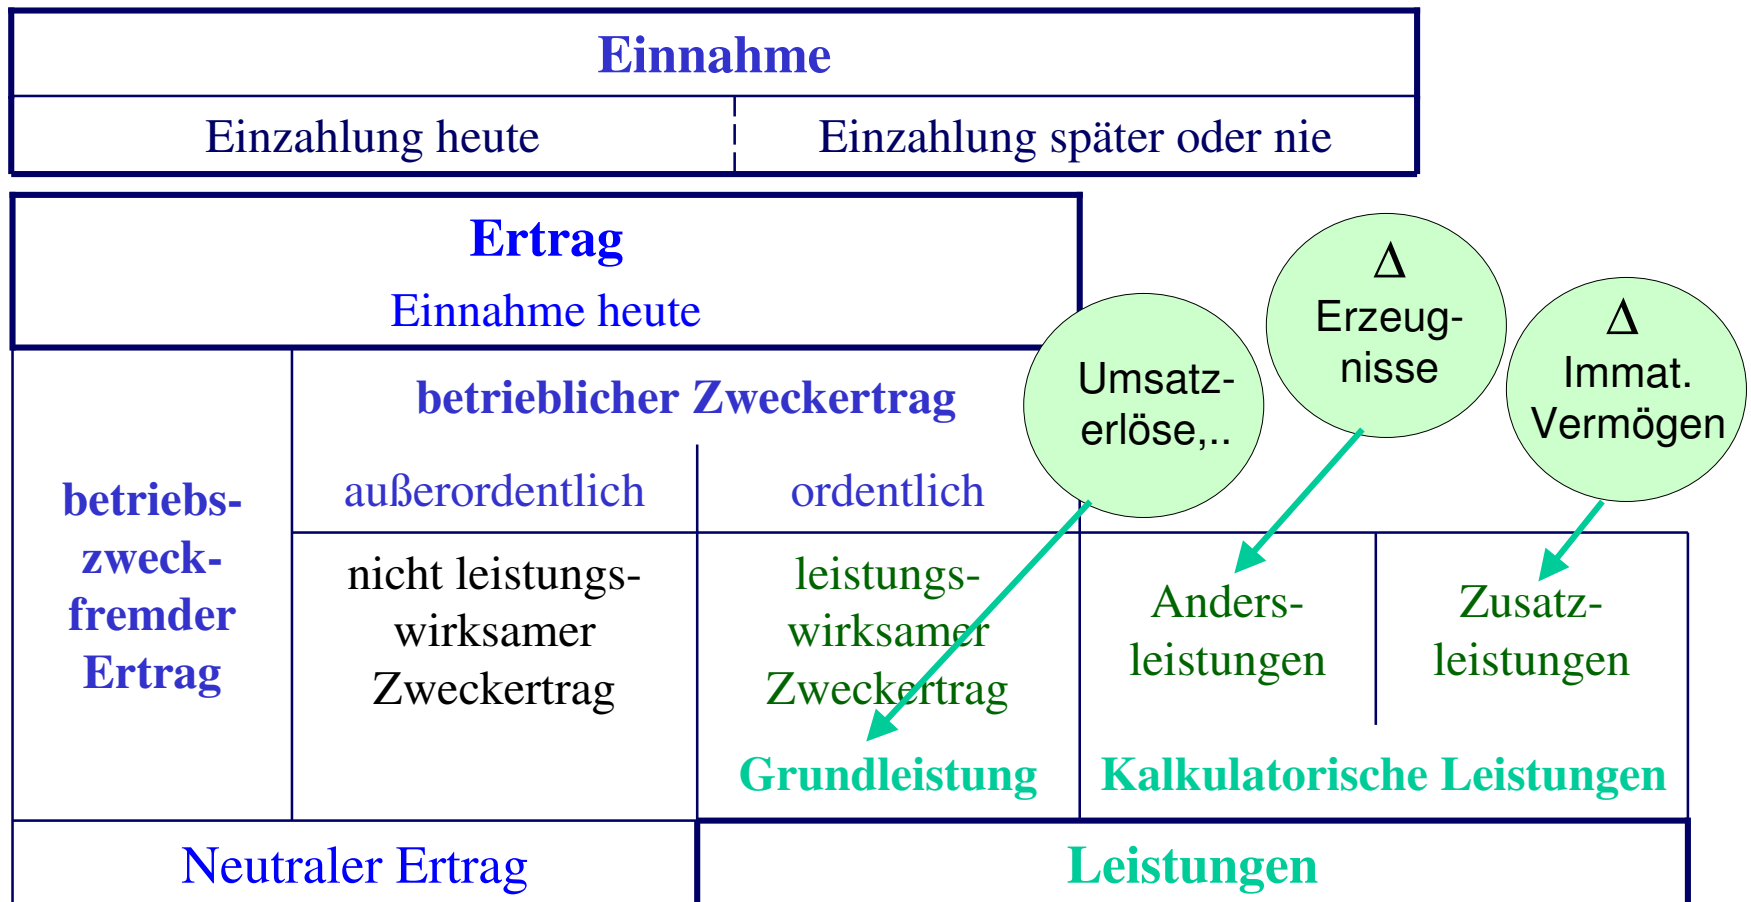 Einnahme
Einzahlung heute
Einzahlung später oder nie
Ertrag
Einnahme heute
Umsatz-
erlöse,..
Δ
Erzeug-
nisse
Δ
Immat.
Vermögen
betriebs-
zweck-
fremder
Ertrag
betrieblicher Zweckertrag
außerordentlich
ordentlich
nicht leistungs-
wirksamer
Zweckertrag
leistungs-
wirksamer
Zweckertrag
Grundleistung
Anders-
leistungen
Zusatz-
leistungen
Kalkulatorische Leistungen
Neutraler Ertrag
Leistungen